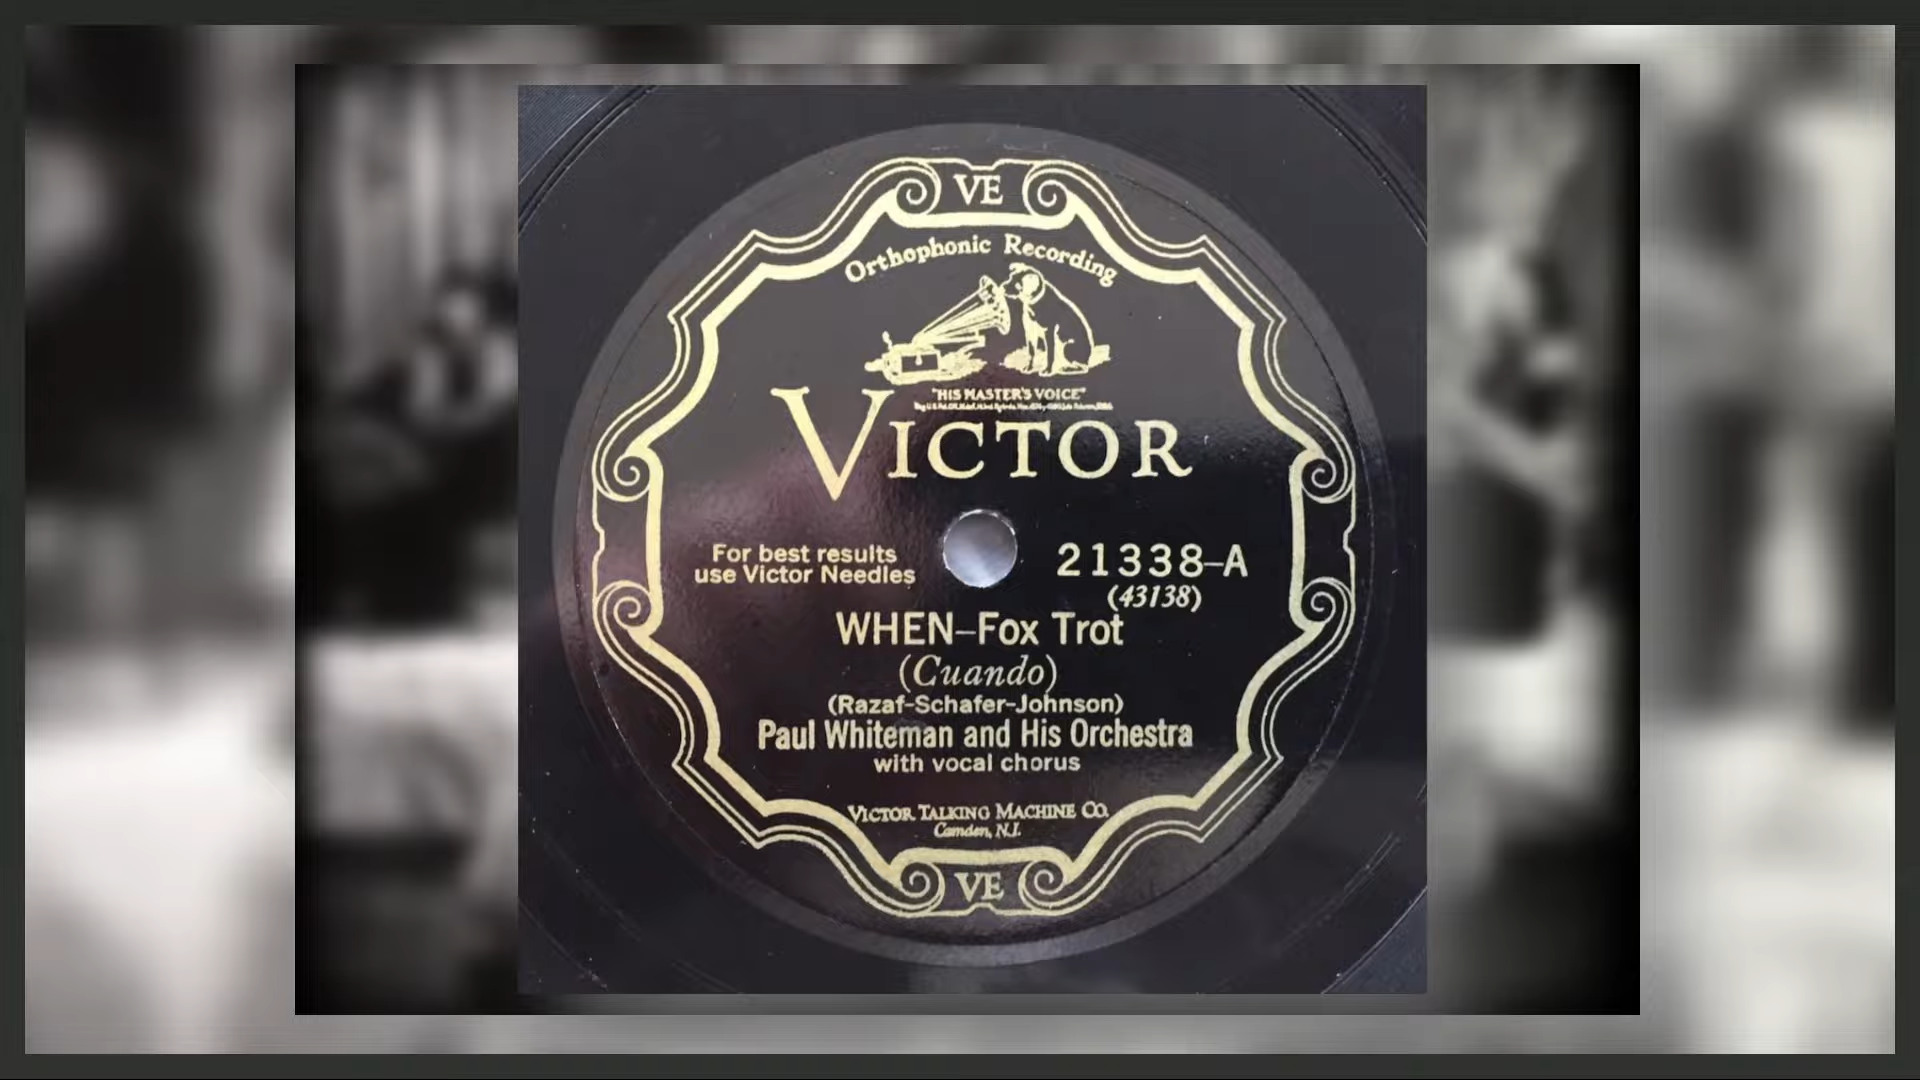 VE
Orthophonic Recording
"HIS MASTER'S VOICE"
VICTOR
For best results
use Victor Needles
21338-A
(43138)
WHEN-Fox Trot
(Cuando)
(Razaf-Schafer-Johnson)
Paul Whiteman and His Orchestra
with vocal chorus
VICTOR TALKING MACHINE CO.
Camden, N.J.
VE